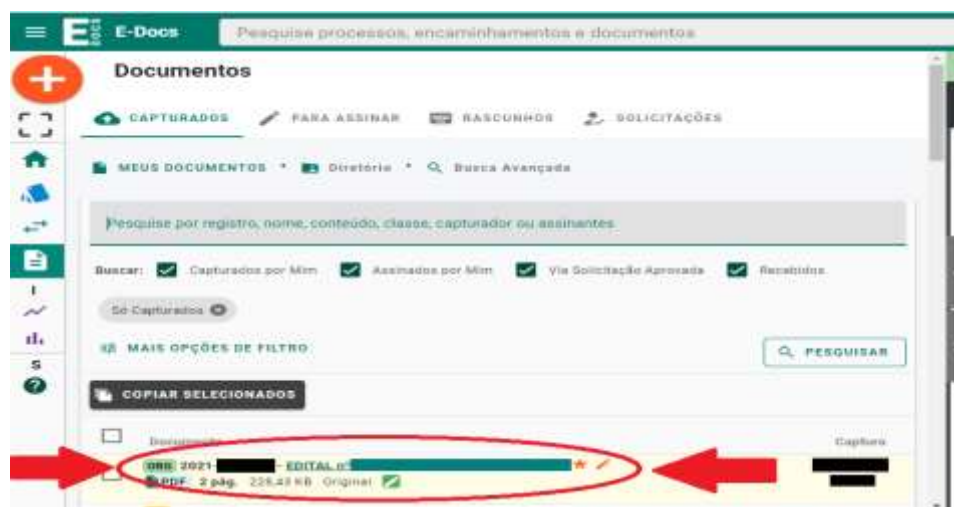 E DOCS E-Docs Pesquise processos, encaminhamentos e documentos
Documentos
CAPTURADOS PARA ASSINAR RASCUNHOS SOLICITAÇÕES
MEUS DOCUMENTOS Diretório Busca Avançada
Pesquise por registro, nome, conteúdo, classe, capturador ou assinantes
Buscar: Capturados por Mim Assinados por Mim Via Solicitação Aprovada Recebidos
Só Capturados
I
MAIS OPÇÕES DE FILTRO
PESQUISAR
S
COPIAR SELECIONADOS
Documento Captura
2021- - EDITAL nº
PDF 2 pág. KB Original